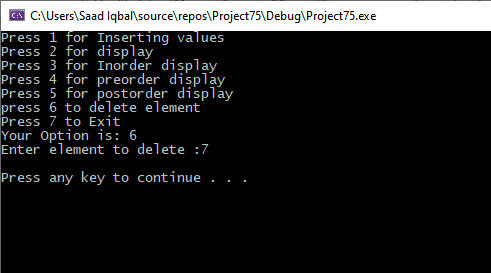 C:\Users\Saad Iqbal\source\repos\Project75\Debug\Project75.exe
Press 1 for Inserting values
Press 2 for display
Press 3 for Inorder display
Press 4 for preorder display
Press 5 for postorder display
press 6 to delete element
Press 7 to Exit
Your Option is: 6
Enter element to delete :7
Press any key to continue . . .